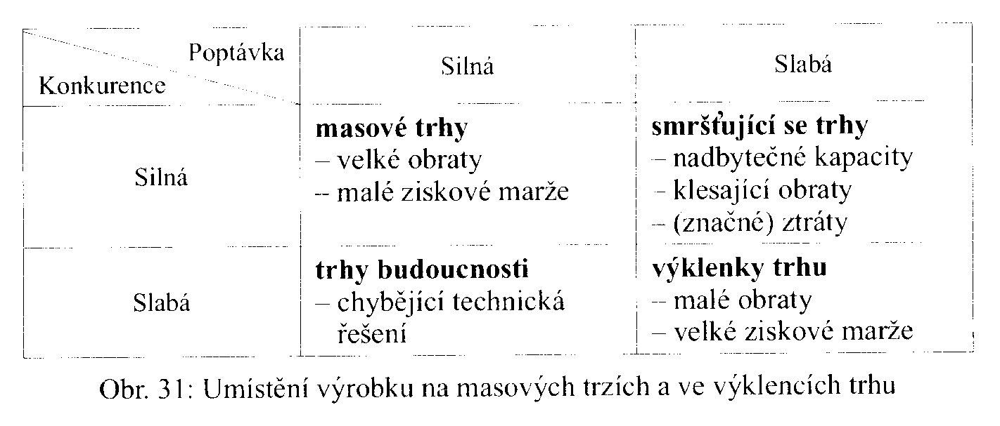 Poptávka
Konkurence
Silná
Slabá
Silná
masové trhy
– velké obraty
– malé ziskové marže
smršťující se trhy
– nadbytečné kapacity
– klesající obraty
– (značné) ztráty
Slabá
trhy budoucnosti
– chybějící technická
řešení
výklenky trhu
– malé obraty
– velké ziskové marže
Obr. 31: Umístění výrobku na masových trzích a ve výklencích trhu